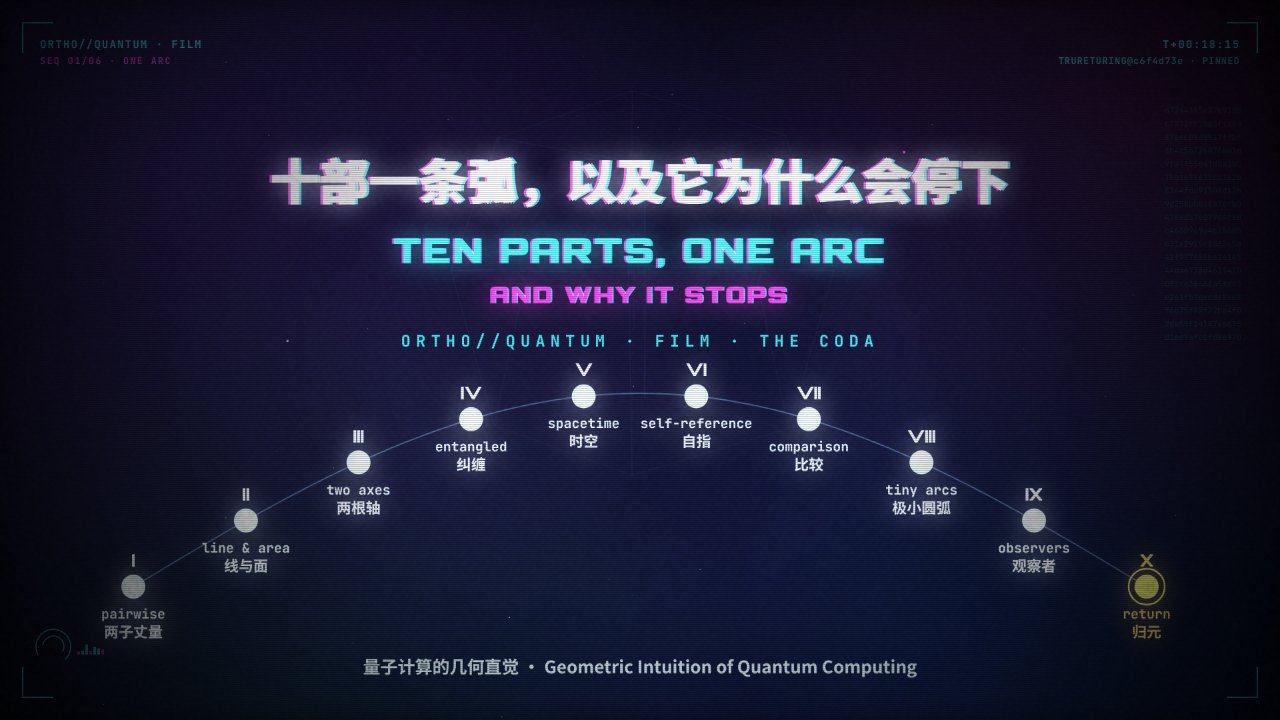 ORTHO//QUANTUM · FILM
SEQ 01/06 · ONE ARC
T+00:18:15
TRURETURING@c6f4d73e · PINNED
十部一条弧，以及它为什么会停下
TEN PARTS, ONE ARC
AND WHY IT STOPS
ORTHO//QUANTUM · FILM · THE CODA
I
pairwise
两子丈量
II
line & area
线与面
III
two axes
两根轴
IV
entangled
纠缠
V
spacetime
时空
VI
self-reference
自指
VII
comparison
比较
VIII
tiny arcs
极小圆弧
IX
observers
观察者
X
return
归元
量子计算的几何直觉 · Geometric Intuition of Quantum Computing